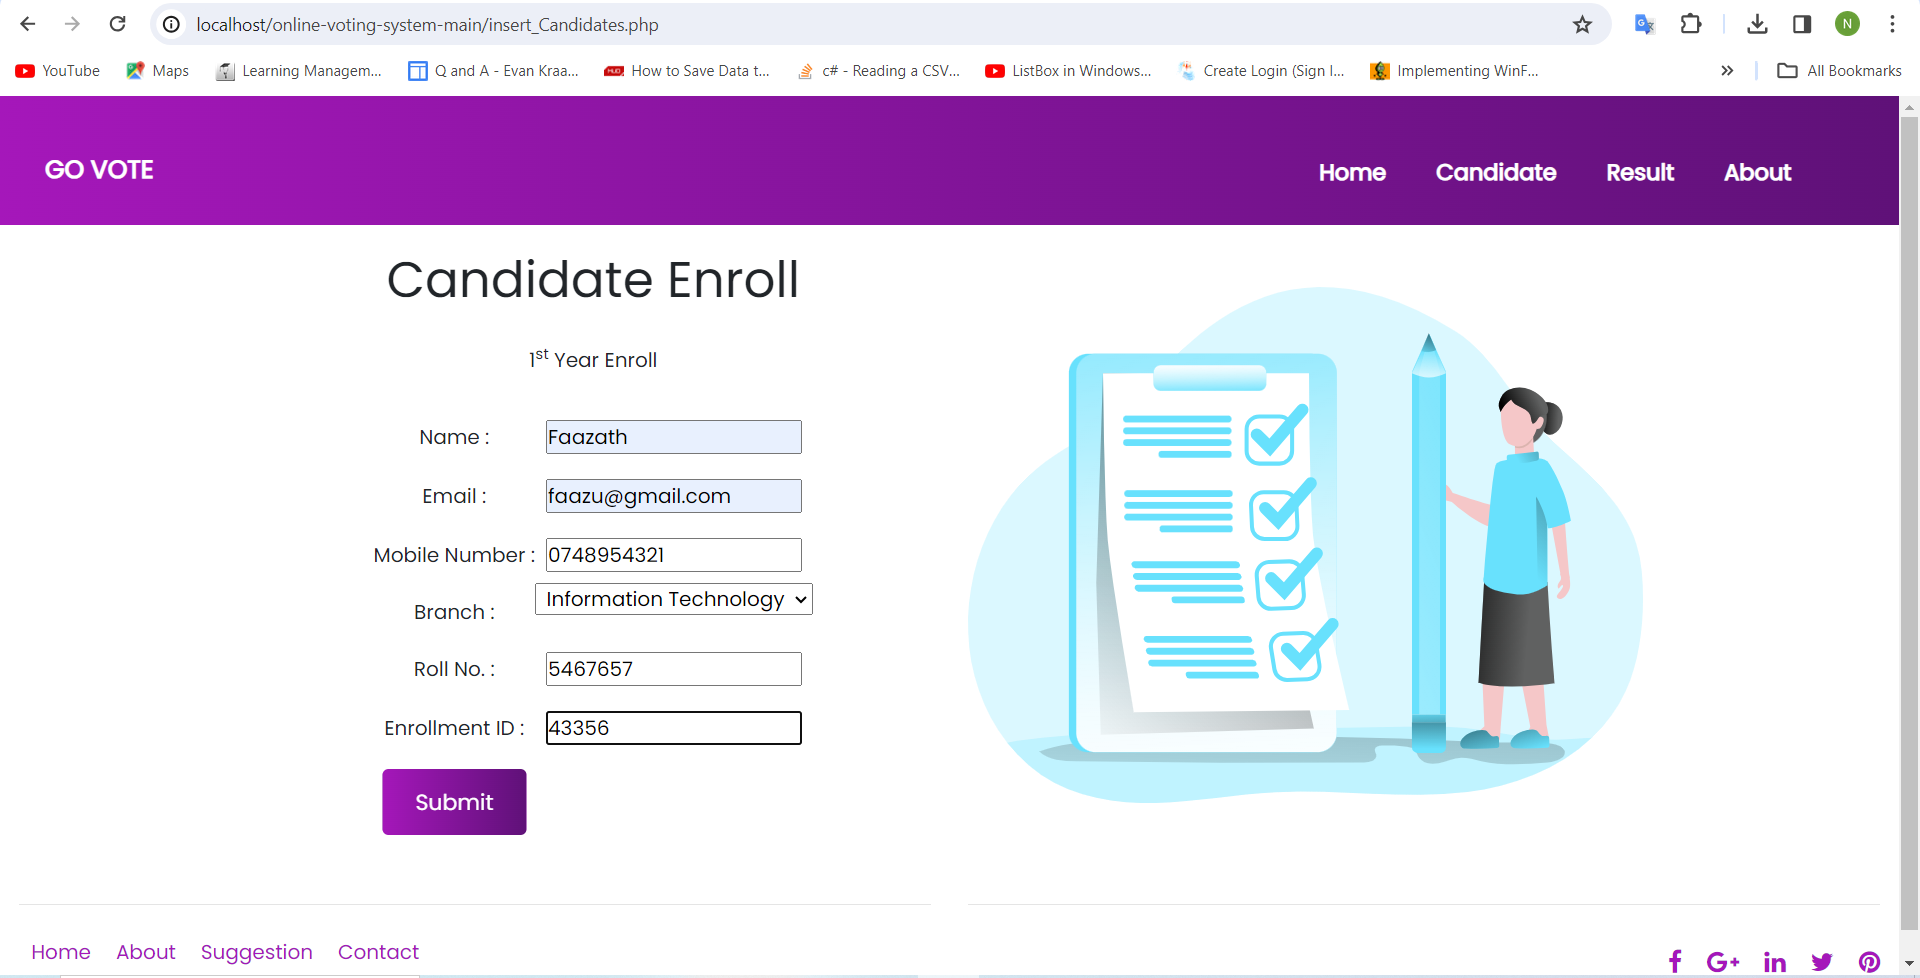 localhost/online-voting-system-main/insert_Candidates.php
N
YouTube Maps Learning Managem... Q and A - Evan Kraa... How to Save Data t... c# - Reading a CSV... ListBox in Windows... Create Login (Sign I... Implementing WinF... » All Bookmarks
GO VOTE Home Candidate Result About
Candidate Enroll
1st Year Enroll
Name : Faazath
Email : faazu@gmail.com
Mobile Number : 0748954321
Branch : Information Technology
Roll No. : 5467657
Enrollment ID : 43356
Submit
Home About Suggestion Contact